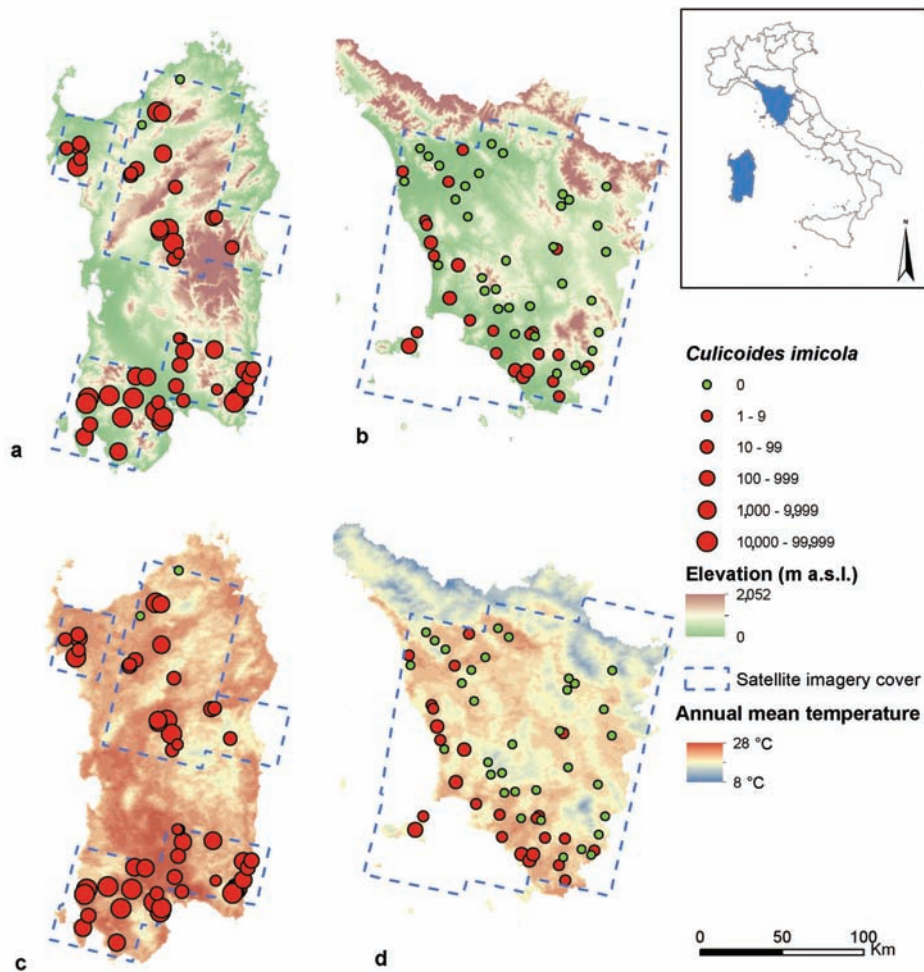 a
b
N
Culicoides imicola
0
1 - 9
10 - 99
100 - 999
1,000 - 9,999
10,000 - 99,999
Elevation (m a.s.l.)
2,052
0
Satellite imagery cover
Annual mean temperature
28 °C
8 °C
c
d
0 50 100
Km